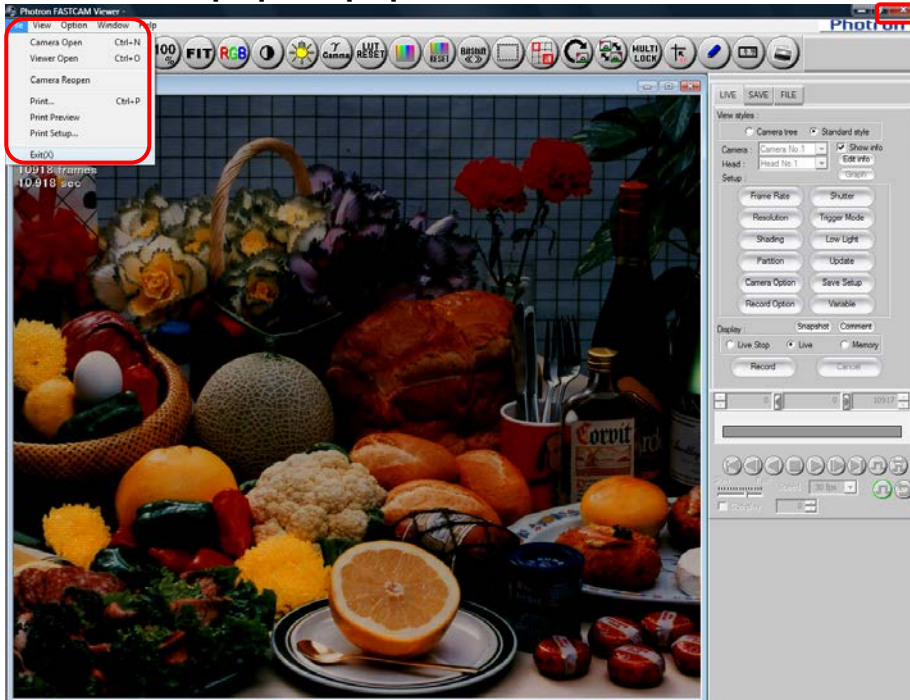 Photron FASTCAM Viewer -
View Option Window Help
Photron
Camera Open Ctrl+N
Viewer Open Ctrl+O
Camera Reopen
Print... Ctrl+P
Print Preview
Print Setup...
Exit(X)
100 % FIT RGB Gamma LUT RESET RESET BitShift MULTI LOCK
10918 frames
10.918 sec
LIVE SAVE FILE
View styles :
Camera tree Standard style
Camera : Camera No.1 Show info
Head : Head No.1 Edit info
Setup : Graph
Frame Rate Shutter
Resolution Trigger Mode
Shading Low Light
Partition Update
Camera Option Save Setup
Record Option Variable
Display : Snapshot Comment
Live Stop Live Memory
Record Cancel
0 0 10917
Speed 30 fps
0
Corvit